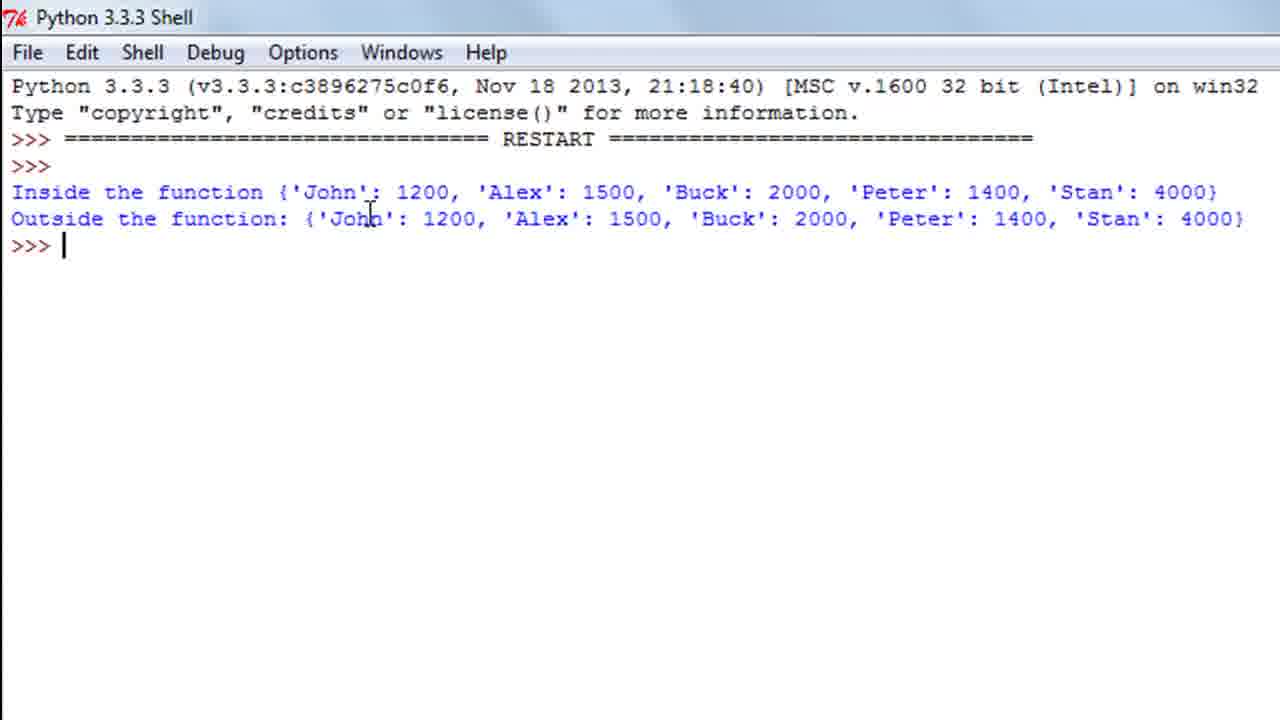 Python 3.3.3 Shell
File Edit Shell Debug Options Windows Help
Python 3.3.3 (v3.3.3:c3896275c0f6, Nov 18 2013, 21:18:40) [MSC v.1600 32 bit (Intel)] on win32
Type "copyright", "credits" or "license()" for more information.
>>> ================================ RESTART ================================
>>>
Inside the function {'John': 1200, 'Alex': 1500, 'Buck': 2000, 'Peter': 1400, 'Stan': 4000}
Outside the function: {'John': 1200, 'Alex': 1500, 'Buck': 2000, 'Peter': 1400, 'Stan': 4000}
>>>